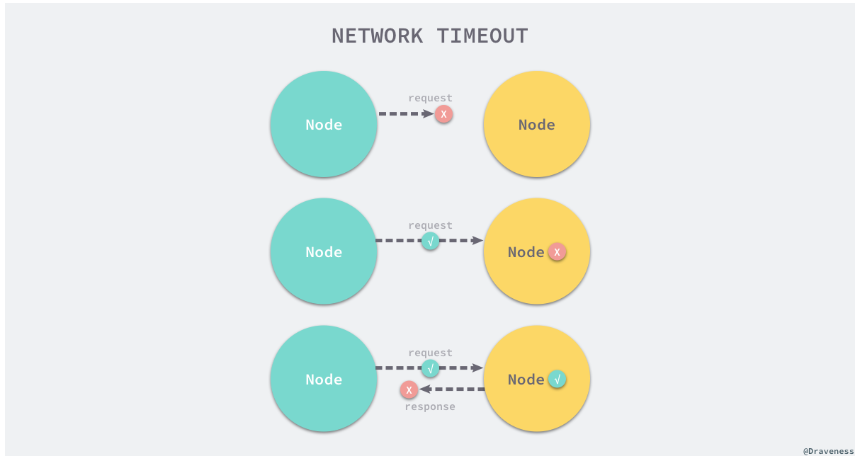 NETWORK TIMEOUT
request
Node X Node
request
Node √ Node X
request
Node √ Node √
X
response
@Draveness